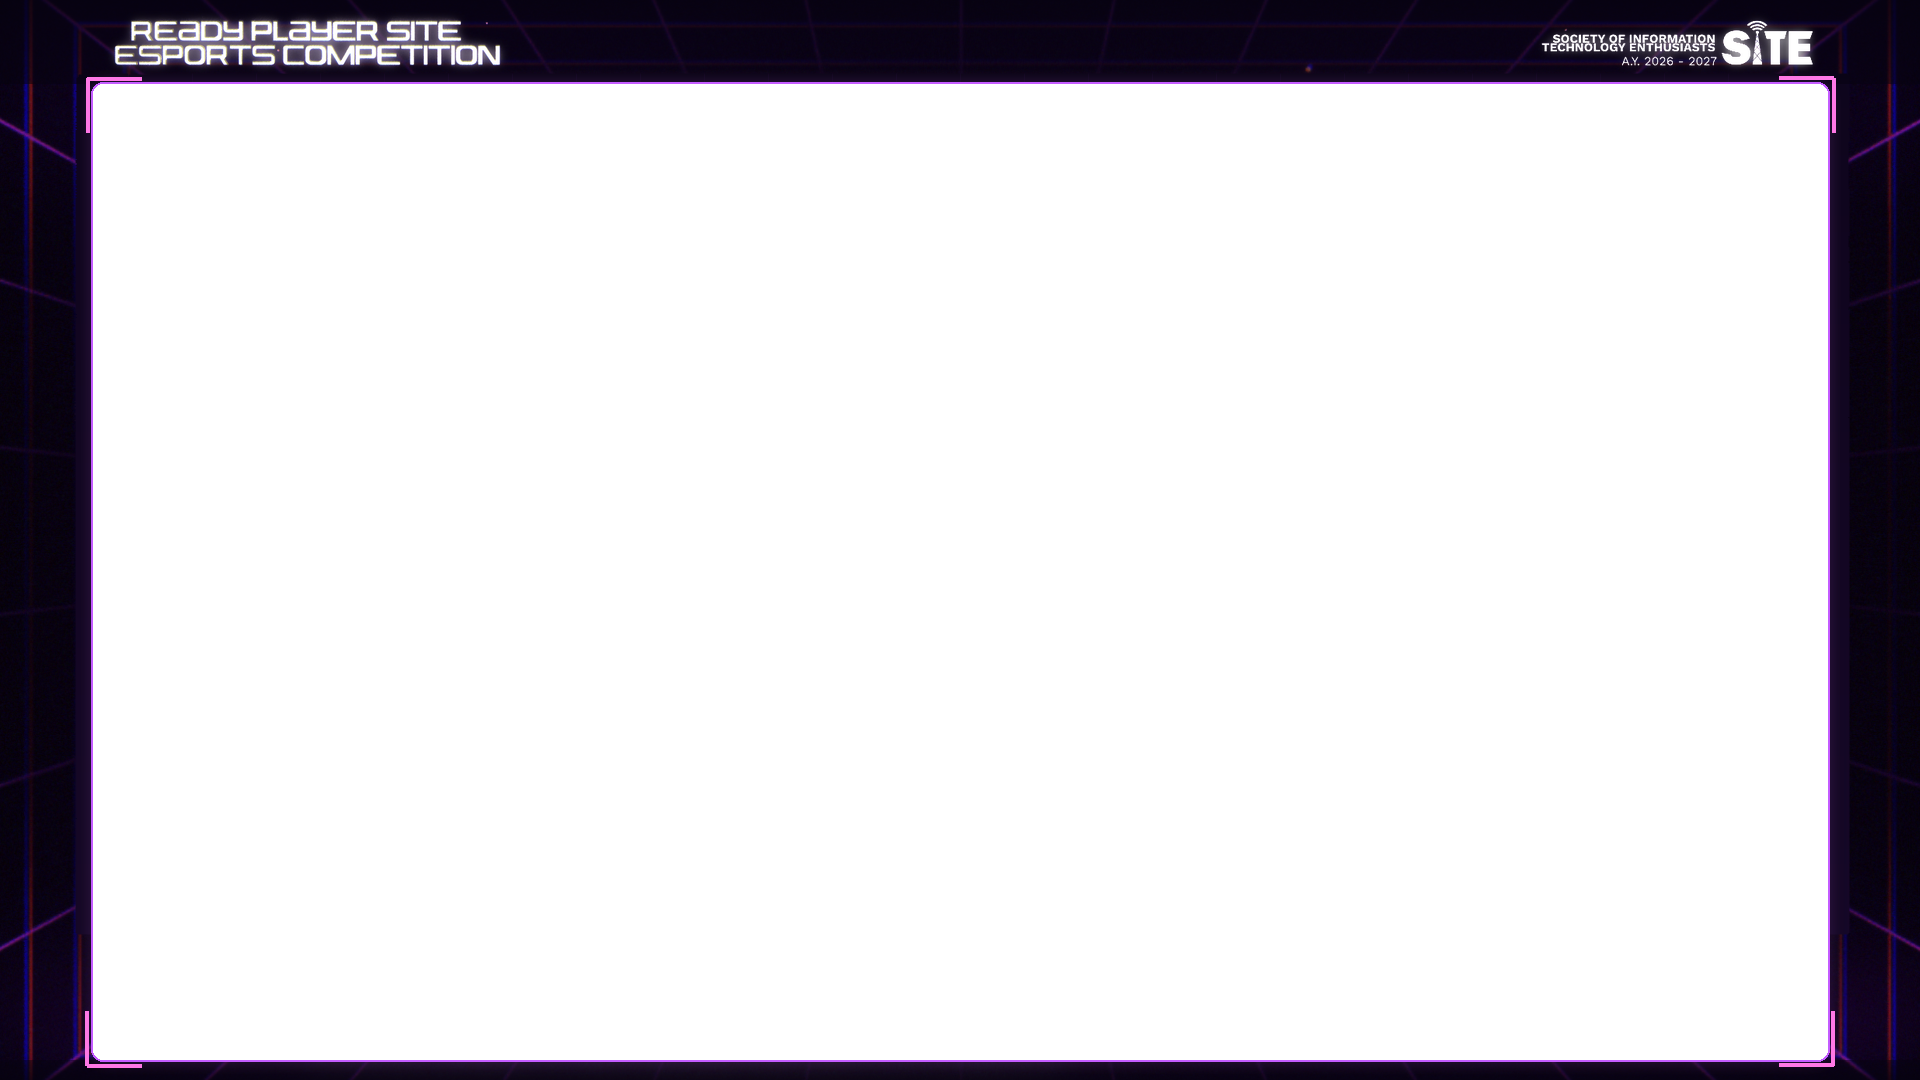 READY PLAYER SITE
ESPORTS COMPETITION
SOCIETY OF INFORMATION
TECHNOLOGY ENTHUSIASTS
A.Y. 2026 - 2027
SITE